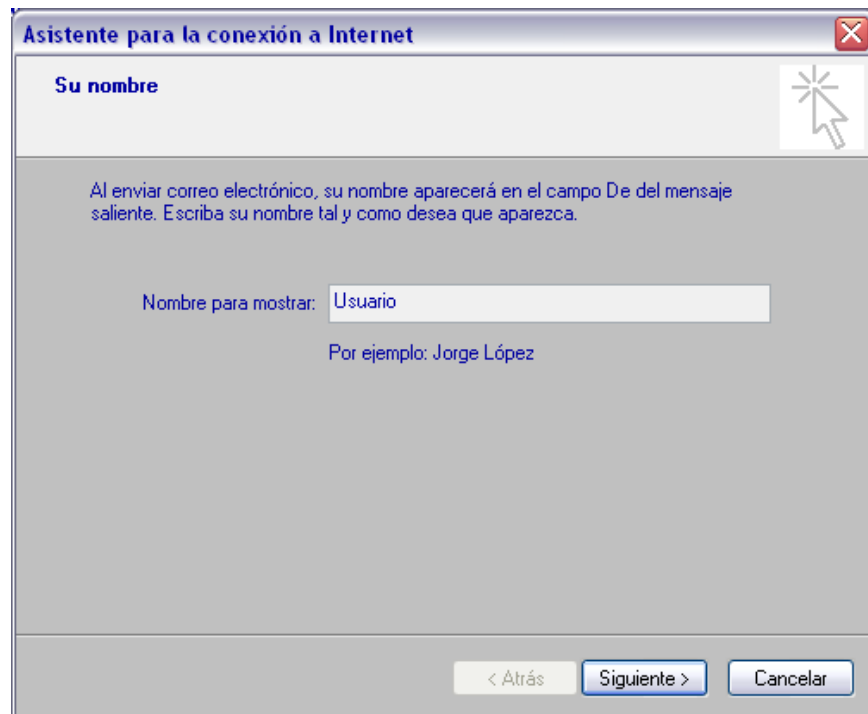 Asistente para la conexión a Internet
Su nombre
Al enviar correo electrónico, su nombre aparecerá en el campo De del mensaje
saliente. Escriba su nombre tal y como desea que aparezca.
Nombre para mostrar: Usuario
Por ejemplo: Jorge López
< Atrás Siguiente > Cancelar